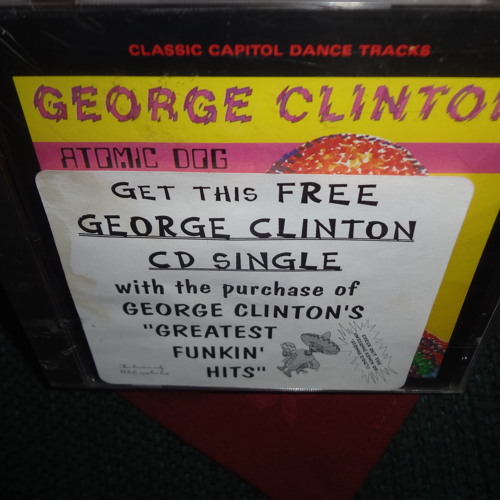 CLASSIC CAPITOL DANCE TRACKS
GEORGE CLINTON
ATOMIC DOG
GET THIS FREE
GEORGE CLINTON
CD SINGLE
with the purchase of
GEORGE CLINTON'S
"GREATEST
FUNKIN'
HITS"